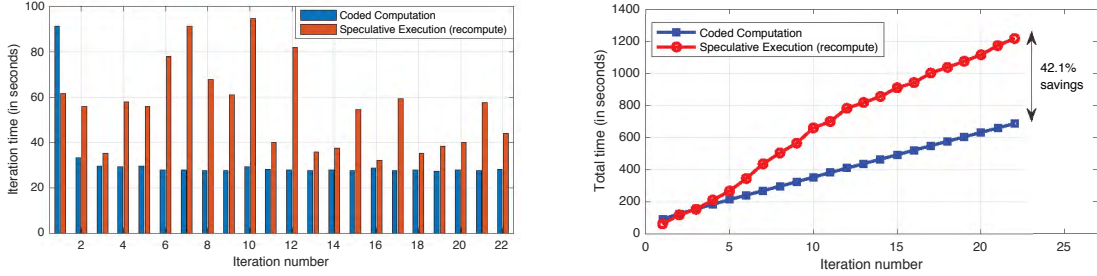 100
80
60
40
20
0
Iteration time (in seconds)
Coded Computation
Speculative Execution (recompute)
2 4 6 8 10 12 14 16 18 20 22
Iteration number
1400
1200
1000
800
600
400
200
0
Total time (in seconds)
Coded Computation
Speculative Execution (recompute)
42.1%
savings
0 5 10 15 20 25
Iteration number